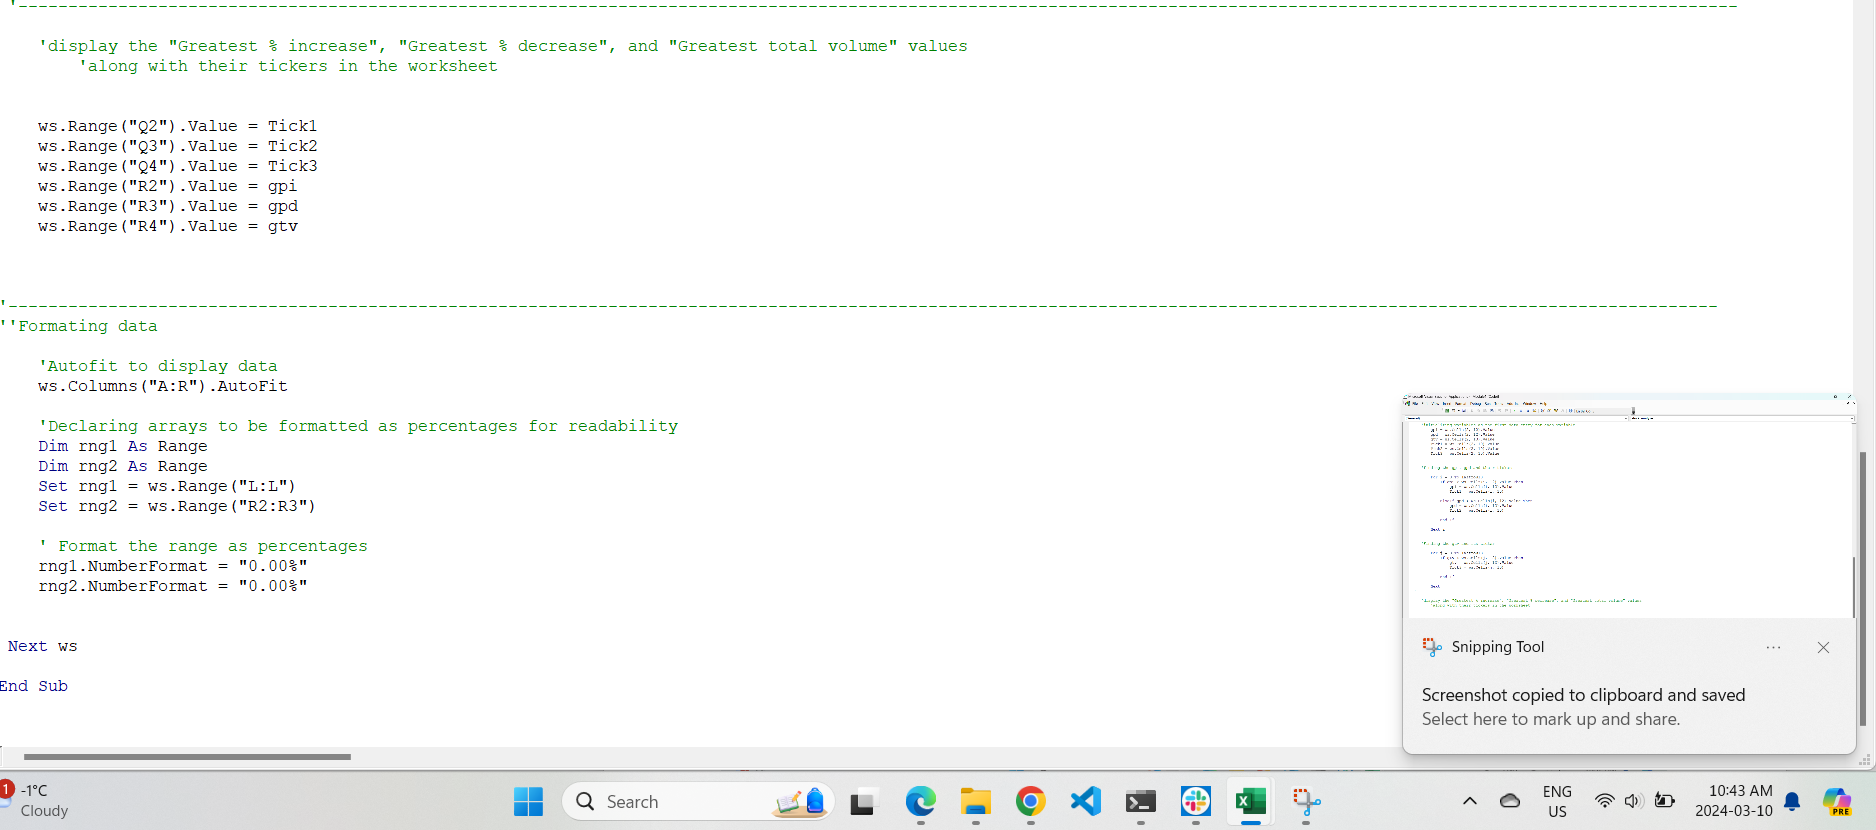 'display the "Greatest % increase", "Greatest % decrease", and "Greatest total volume" values
'along with their tickers in the worksheet
ws.Range("Q2").Value = Tick1
ws.Range("Q3").Value = Tick2
ws.Range("Q4").Value = Tick3
ws.Range("R2").Value = gpi
ws.Range("R3").Value = gpd
ws.Range("R4").Value = gtv
''Formating data
'Autofit to display data
ws.Columns("A:R").AutoFit
'Declaring arrays to be formatted as percentages for readability
Dim rng1 As Range
Dim rng2 As Range
Set rng1 = ws.Range("L:L")
Set rng2 = ws.Range("R2:R3")
' Format the range as percentages
rng1.NumberFormat = "0.00%"
rng2.NumberFormat = "0.00%"
Next ws
End Sub
Snipping Tool
Screenshot copied to clipboard and saved
Select here to mark up and share.
1
-1°C
Cloudy
Search
ENG
US
10:43 AM
2024-03-10
PRE